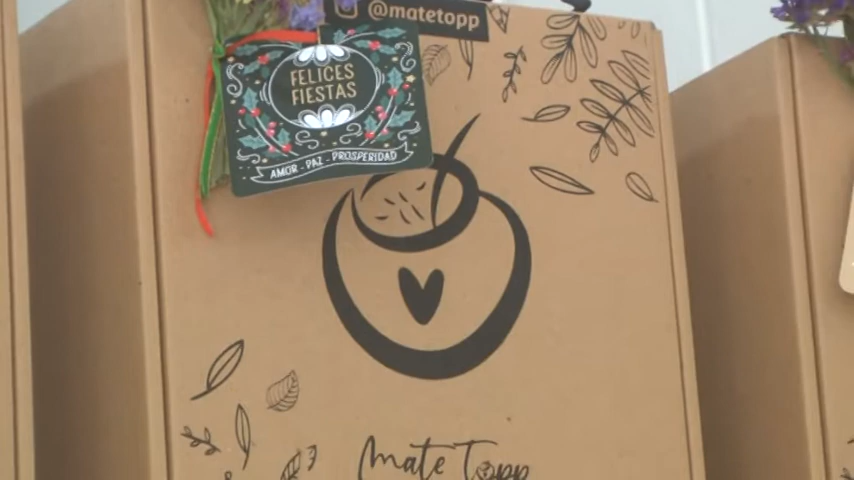 @matetopp
FELICES
FIESTAS
AMOR - PAZ - PROSPERIDAD
Mate Topp